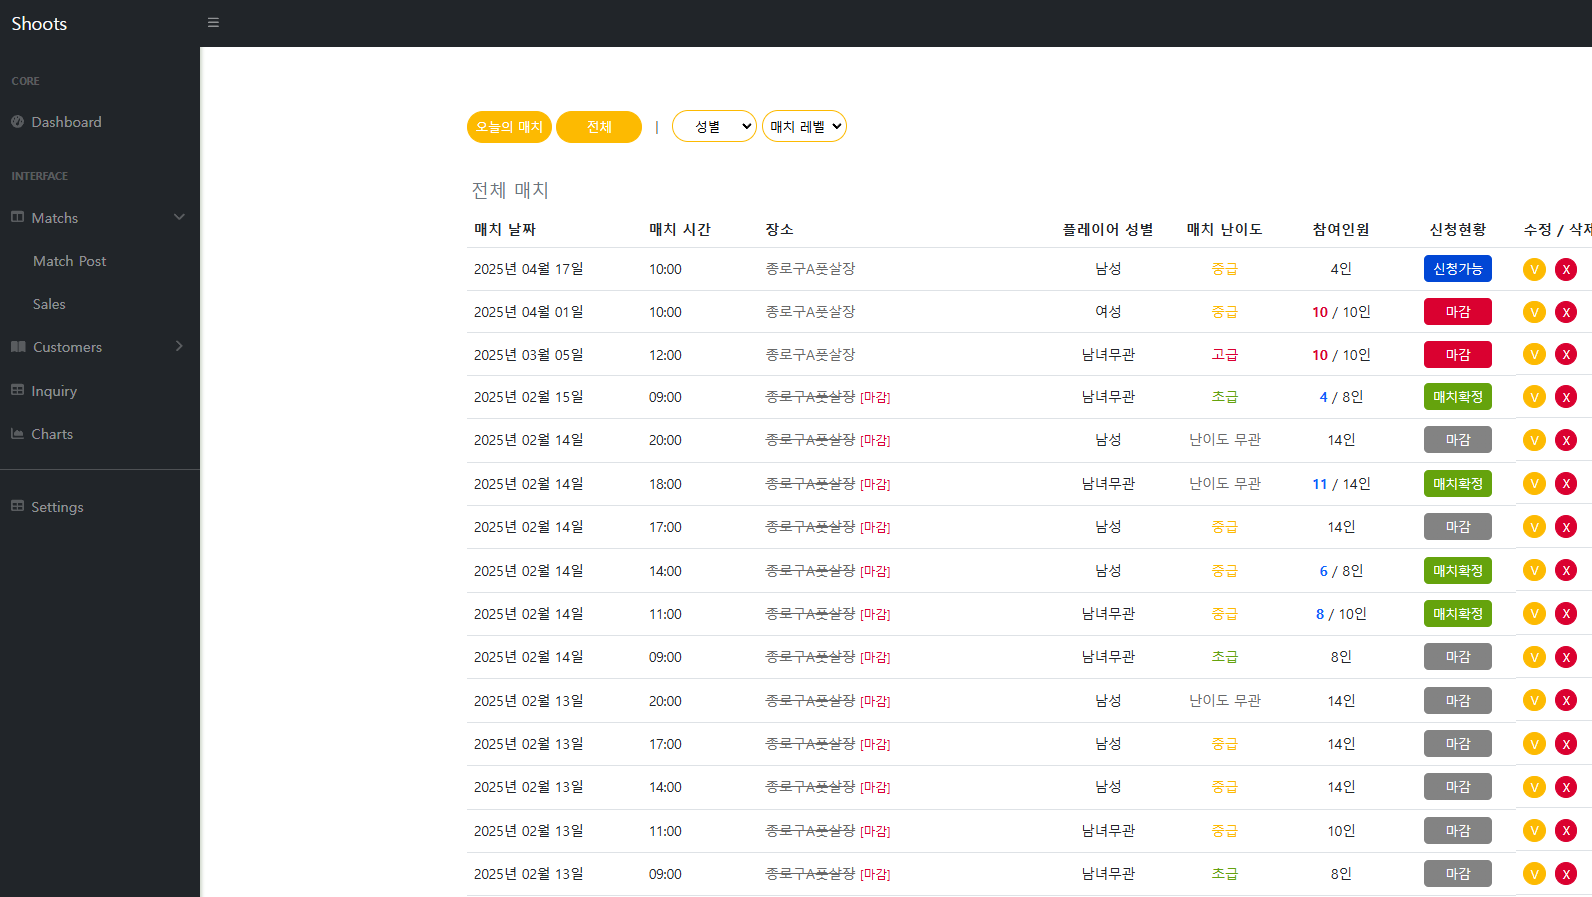 Shoots
CORE
Dashboard
INTERFACE
Matchs
Match Post
Sales
Customers
Inquiry
Charts
Settings
오늘의 매치 전체 | 성별 매치 레벨
전체 매치
매치 날짜 매치 시간 장소 플레이어 성별 매치 난이도 참여인원 신청현황 수정 / 삭제
2025년 04월 17일 10:00 종로구A풋살장 남성 중급 4인 신청가능 V X
2025년 04월 01일 10:00 종로구A풋살장 여성 중급 10 / 10인 마감 V X
2025년 03월 05일 12:00 종로구A풋살장 남녀무관 고급 10 / 10인 마감 V X
2025년 02월 15일 09:00 종로구A풋살장 [마감] 남녀무관 초급 4 / 8인 매치확정 V X
2025년 02월 14일 20:00 종로구A풋살장 [마감] 남성 난이도 무관 14인 마감 V X
2025년 02월 14일 18:00 종로구A풋살장 [마감] 남녀무관 난이도 무관 11 / 14인 매치확정 V X
2025년 02월 14일 17:00 종로구A풋살장 [마감] 남성 중급 14인 마감 V X
2025년 02월 14일 14:00 종로구A풋살장 [마감] 남성 중급 6 / 8인 매치확정 V X
2025년 02월 14일 11:00 종로구A풋살장 [마감] 남녀무관 중급 8 / 10인 매치확정 V X
2025년 02월 14일 09:00 종로구A풋살장 [마감] 남녀무관 초급 8인 마감 V X
2025년 02월 13일 20:00 종로구A풋살장 [마감] 남성 난이도 무관 14인 마감 V X
2025년 02월 13일 17:00 종로구A풋살장 [마감] 남성 중급 14인 마감 V X
2025년 02월 13일 14:00 종로구A풋살장 [마감] 남성 중급 14인 마감 V X
2025년 02월 13일 11:00 종로구A풋살장 [마감] 남녀무관 중급 10인 마감 V X
2025년 02월 13일 09:00 종로구A풋살장 [마감] 남녀무관 초급 8인 마감 V X